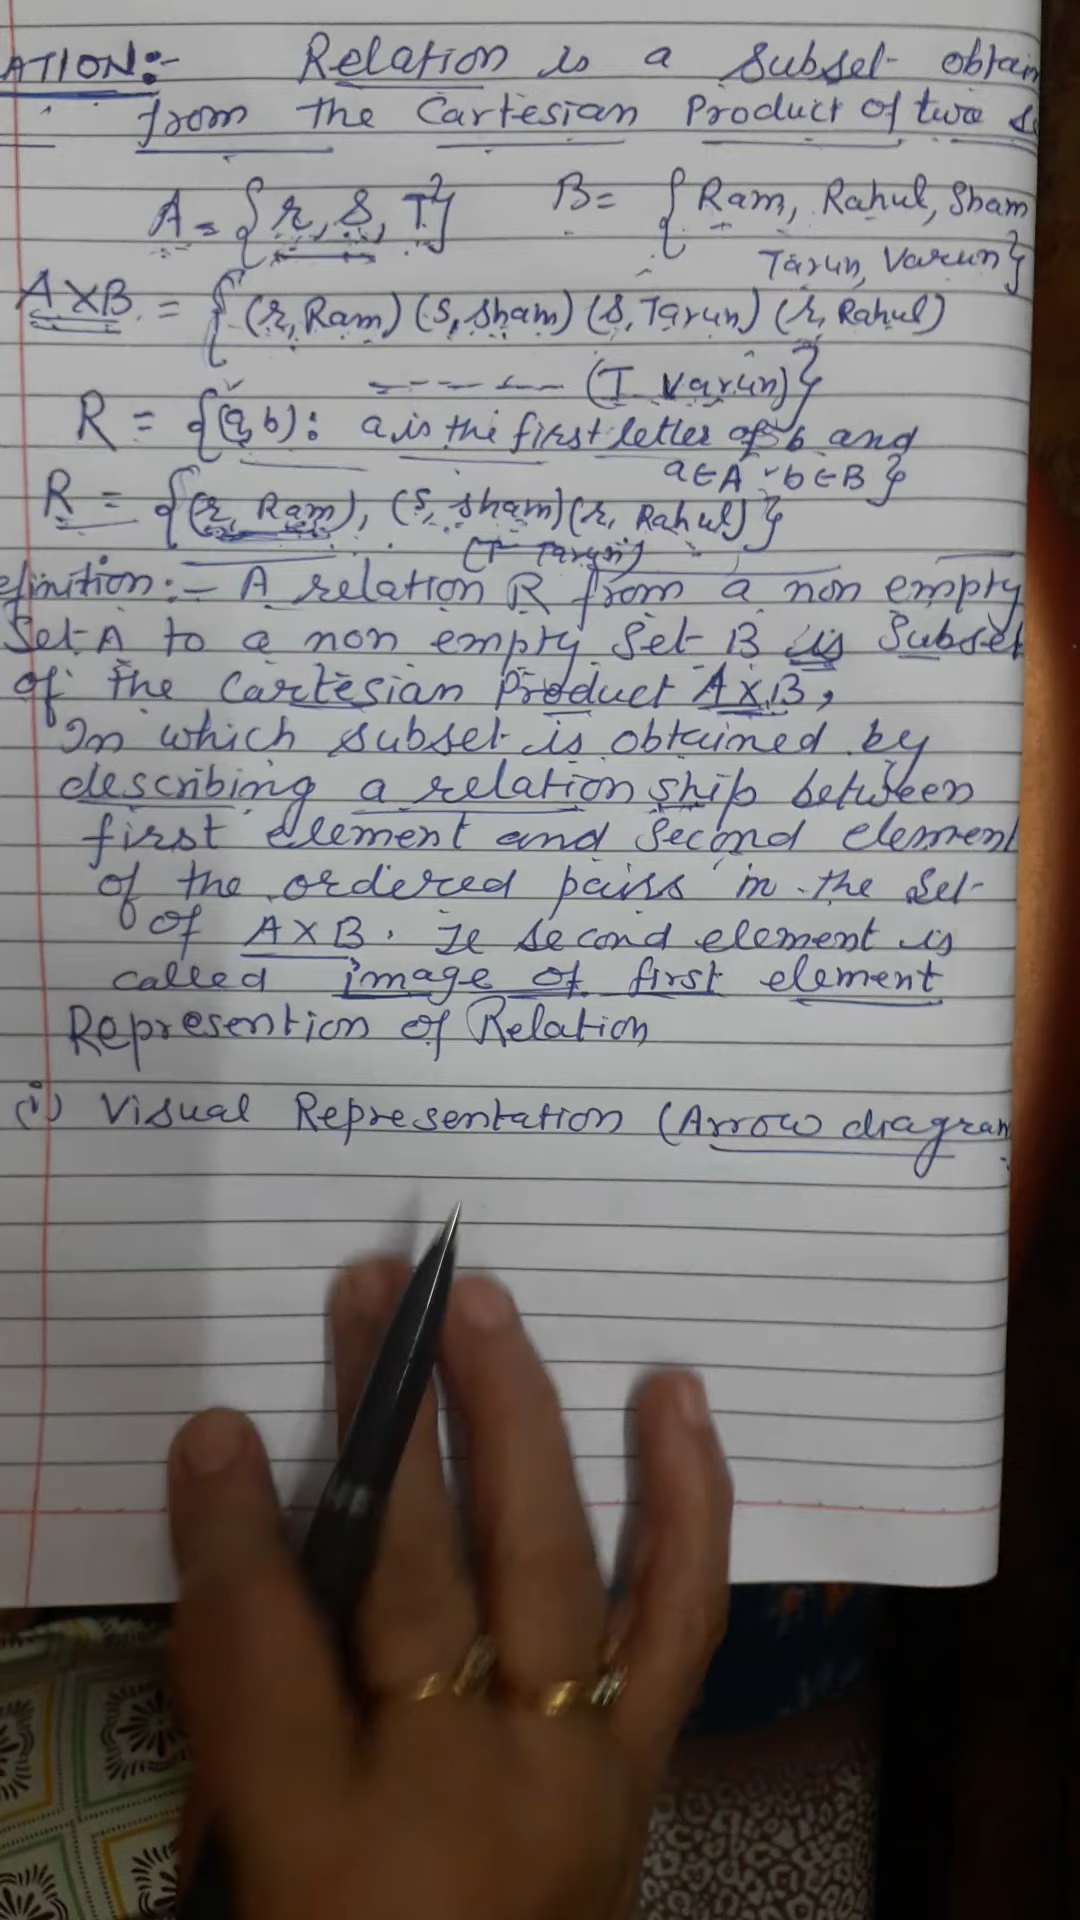 ATION:- Relation is a Subset obtain
from the Cartesian Product of two s
A = {r, s, T} B = {Ram, Rahul, Sham
Tarun, Varun}
A×B = {(r, Ram) (s, Sham) (s, Tarun) (r, Rahul)
----- (T Varun)}
R = {(a, b): a is the first letter of b and
a∈A, b∈B}
R = {(r, Ram), (s, sham) (r, Rahul)}
(T Tarun)
efinition:- A relation R from a non empty
Set A to a non empty Set B is Subset
of the Cartesian Product A×B,
In which subset is obtained by
describing a relation ship between
first element and Second element
of the ordered pairs in the Set
of A×B. Ie second element is
called image of first element
Represention of Relation
(i) Visual Representation (Arrow diagram